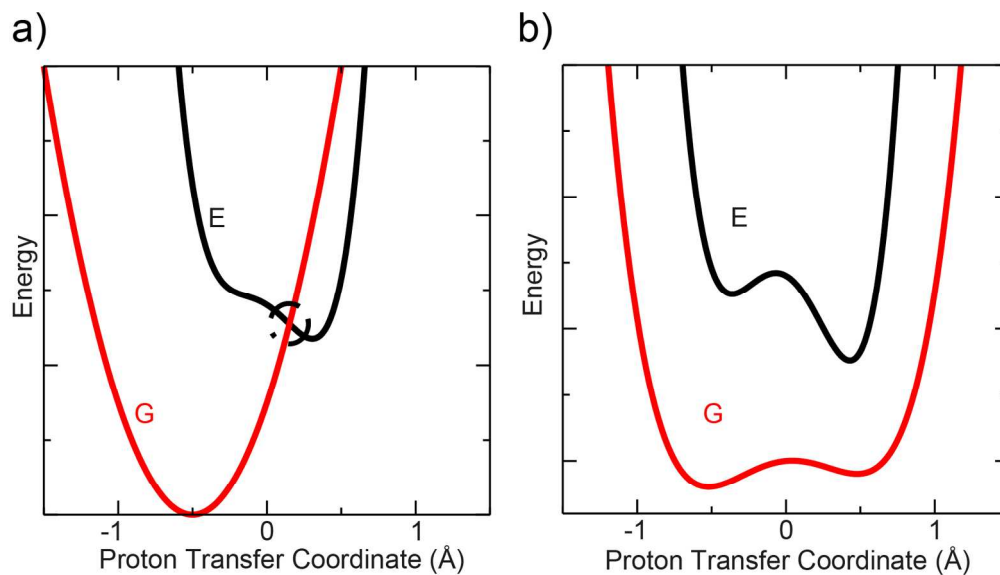 a)
E
G
Energy
-1 0 1
Proton Transfer Coordinate (Å)
b)
E
G
Energy
-1 0 1
Proton Transfer Coordinate (Å)